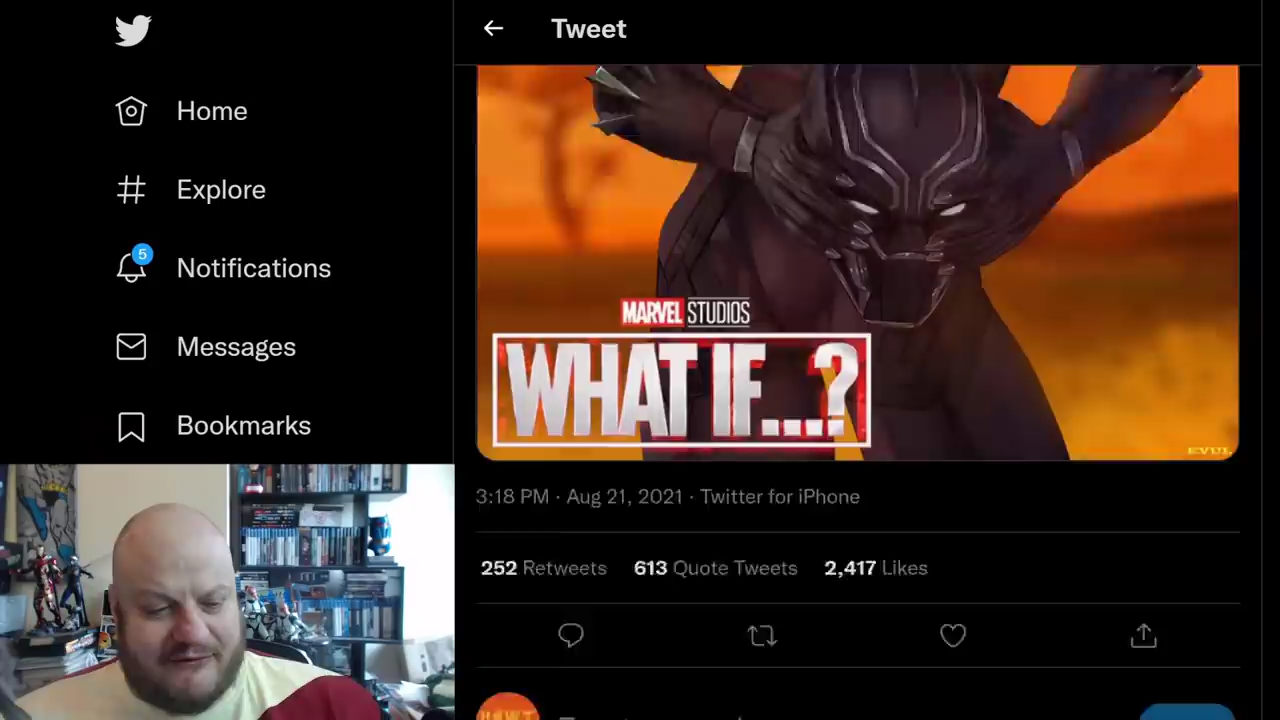 Tweet
Home
Explore
5
Notifications
Messages
Bookmarks
MARVEL STUDIOS
WHAT IF...?
3:18 PM · Aug 21, 2021 · Twitter for iPhone
252 Retweets 613 Quote Tweets 2,417 Likes